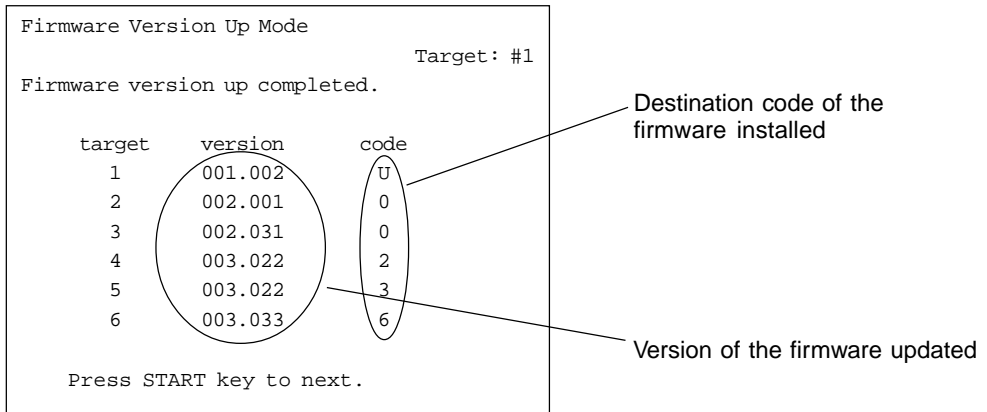 Firmware Version Up Mode
Target: #1
Firmware version up completed.
target version code
1 001.002 U
2 002.001 0
3 002.031 0
4 003.022 2
5 003.022 3
6 003.033 6
Press START key to next.
Destination code of the
firmware installed
Version of the firmware updated